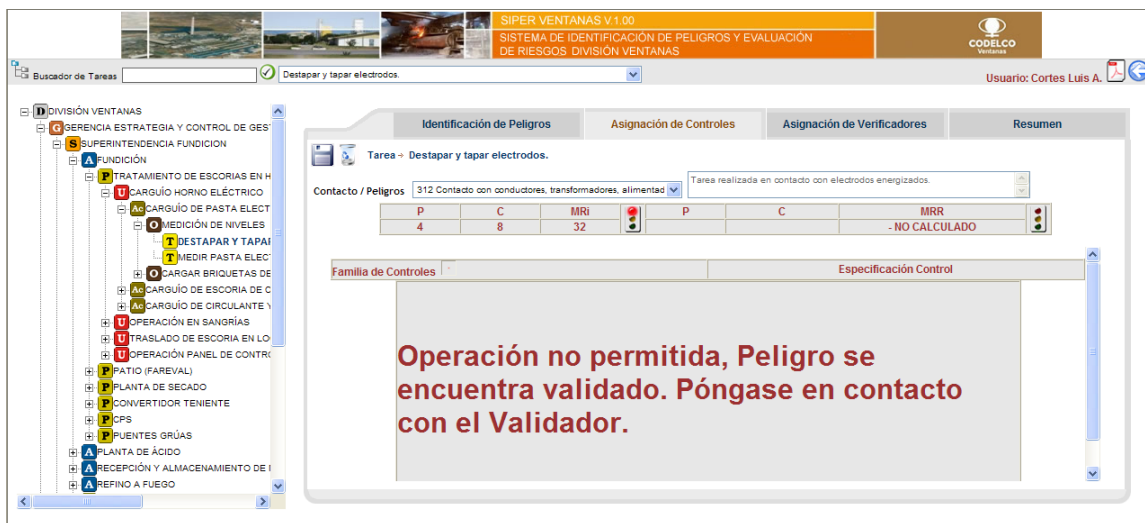 SIPER VENTANAS V.1.00
SISTEMA DE IDENTIFICACIÓN DE PELIGROS Y EVALUACIÓN
DE RIESGOS DIVISIÓN VENTANAS
CODELCO
Ventanas
Buscador de Tareas
Destapar y tapar electrodos.
Usuario: Cortes Luis A.
D DIVISIÓN VENTANAS
G GERENCIA ESTRATEGIA Y CONTROL DE GES
S SUPERINTENDENCIA FUNDICION
A FUNDICIÓN
P TRATAMIENTO DE ESCORIAS EN H
U CARGUÍO HORNO ELÉCTRICO
Ac CARGUÍO DE PASTA ELECT
O MEDICIÓN DE NIVELES
T DESTAPAR Y TAPAR
T MEDIR PASTA ELEC
O CARGAR BRIQUETAS DE
Ac CARGUÍO DE ESCORIA DE C
Ac CARGUÍO DE CIRCULANTE Y
U OPERACIÓN EN SANGRÍAS
U TRASLADO DE ESCORIA EN LO
U OPERACIÓN PANEL DE CONTR
P PATIO (FAREVAL)
P PLANTA DE SECADO
P CONVERTIDOR TENIENTE
P CPS
P PUENTES GRÚAS
A PLANTA DE ÁCIDO
A RECEPCIÓN Y ALMACENAMIENTO DE
A REFINO A FUEGO
Identificación de Peligros Asignación de Controles Asignación de Verificadores Resumen
Tarea → Destapar y tapar electrodos.
Contacto / Peligros 312 Contacto con conductores, transformadores, alimentad
Tarea realizada en contacto con electrodos energizados.
P C MRi P C MRR
4 8 32 - NO CALCULADO
Familia de Controles Especificación Control
Operación no permitida, Peligro se
encuentra validado. Póngase en contacto
con el Validador.